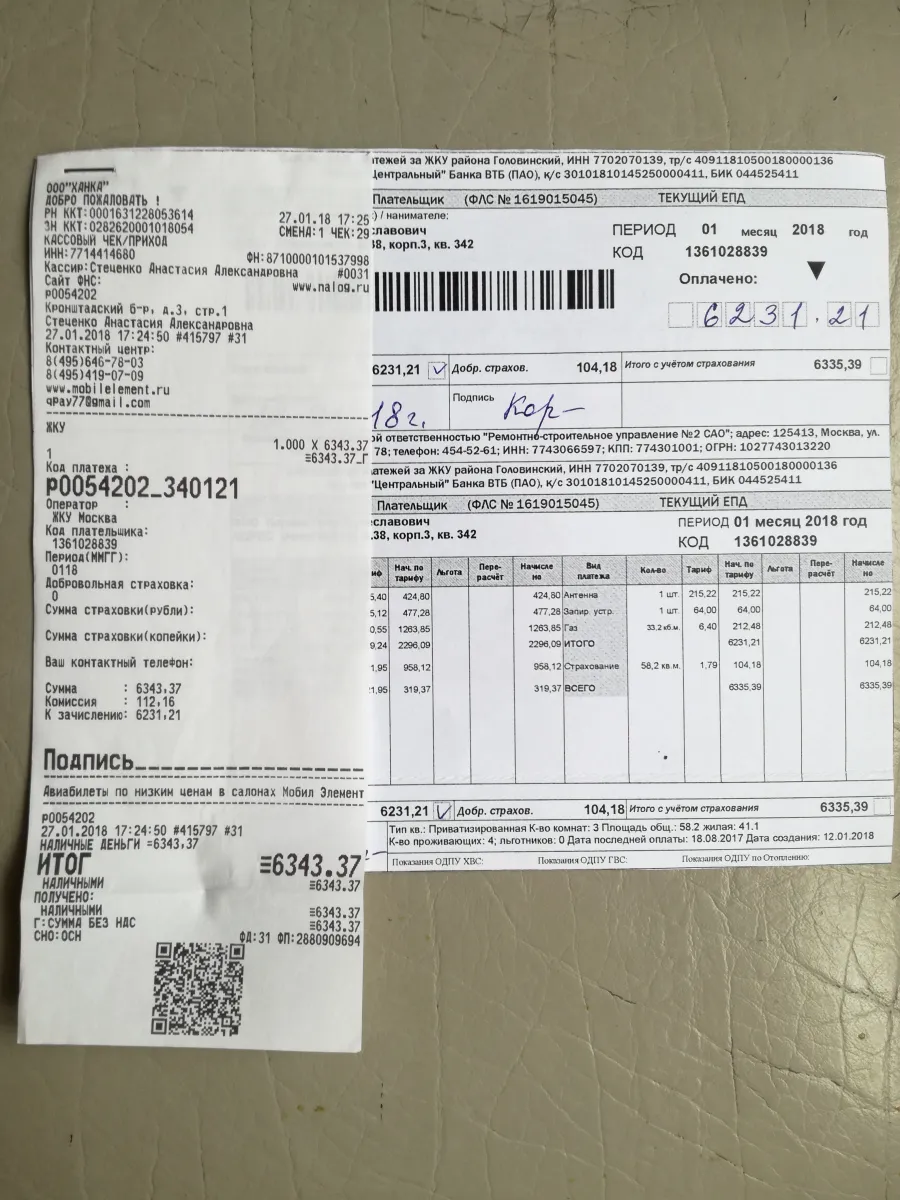 ООО"ХАНКА"
ДОБРО ПОЖАЛОВАТЬ !
РН ККТ:0001631228053614 27.01.18 17:25
ЗН ККТ:0282620001018054 СМЕНА:1 ЧЕК:29
КАССОВЫЙ ЧЕК/ПРИХОД
ИНН:7714414680 ФН:8710000101537998
Кассир:Стеценко Анастасия Александровна #0031
Сайт ФНС: www.nalog.ru
P0054202
Кронштадский б-р, д.3, стр.1
Стеценко Анастасия Александровна
27.01.2018 17:24:50 #415797 #31
Контактный центр:
8(495)646-78-03
8(495)419-07-09
www.mobilelement.ru
qPay77@gmail.com
ЖКУ
1.000 X 6343.37
1 ≡6343.37_Г
Код платежа :
P0054202_340121
Оператор :
ЖКУ Москва
Код плательщика:
1361028839
Период(ММГГ):
0118
Добровольная страховка:
0
Сумма страховки(рубли):
Сумма страховки(копейки):
Ваш контактный телефон:
Сумма : 6343,37
Комиссия : 112,16
К зачислению: 6231,21
Подпись
Авиабилеты по низким ценам в салонах Мобил Элемент
P0054202
27.01.2018 17:24:50 #415797 #31
НАЛИЧНЫЕ ДЕНЬГИ =6343,37
ИТОГ ≡6343.37
НАЛИЧНЫМИ ≡6343.37
ПОЛУЧЕНО:
НАЛИЧНЫМИ ≡6343.37
Г:СУММА БЕЗ НДС ≡6343.37
СНО:ОСН ФД:31 ФП:2880909694
тежей за ЖКУ района Головинский, ИНН 7702070139, тр/с 40911810500180000136
Центральный" Банка ВТБ (ПАО), к/с 30101810145250000411, БИК 044525411
Плательщик (ФЛС № 1619015045) ТЕКУЩИЙ ЕПД
) / нанимателе:
славович
38, корп.3, кв. 342
ПЕРИОД 01 месяц 2018 год
КОД 1361028839
Оплачено:
6231.21
6231,21 Добр. страхов. 104,18 Итого с учётом страхования 6335,39
18г. Подпись Кор-
ой ответственностью "Ремонтно-строительное управление №2 САО"; адрес: 125413, Москва, ул.
78; телефон: 454-52-61; ИНН: 7743066597; КПП: 774301001; ОГРН: 1027743013220
латежей за ЖКУ района Головинский, ИНН 7702070139, тр/с 40911810500180000136
"Центральный" Банка ВТБ (ПАО), к/с 30101810145250000411, БИК 044525411
Плательщик (ФЛС № 1619015045) ТЕКУЩИЙ ЕПД
еславович
.38, корп.3, кв. 342
ПЕРИОД 01 месяц 2018 год
КОД 1361028839
иф Нач. по тарифу Льгота Пере-расчёт Начислено Вид платежа Кол-во Тариф Нач. по тарифу Льгота Пере-расчёт Начислено
5,40 424,80 424,80 Антенна 1 шт. 215,22 215,22 215,22
5,12 477,28 477,28 Запир. устр. 1 шт. 64,00 64,00 64,00
0,55 1263,85 1263,85 Газ 33,2 кб.м. 6,40 212,48 212,48
9,24 2296,09 2296,09 ИТОГО 6231,21 6231,21
1,95 958,12 958,12 Страхование 58,2 кв.м. 1,79 104,18 104,18
1,95 319,37 319,37 ВСЕГО 6335,39 6335,39
6231,21 Добр. страхов. 104,18 Итого с учётом страхования 6335,39
Тип кв.: Приватизированная К-во комнат: 3 Площадь общ.: 58.2 жилая: 41.1
К-во проживающих: 4; льготников: 0 Дата последней оплаты: 18.08.2017 Дата создания: 12.01.2018
Показания ОДПУ ХВС: Показания ОДПУ ГВС: Показания ОДПУ по Отоплению: